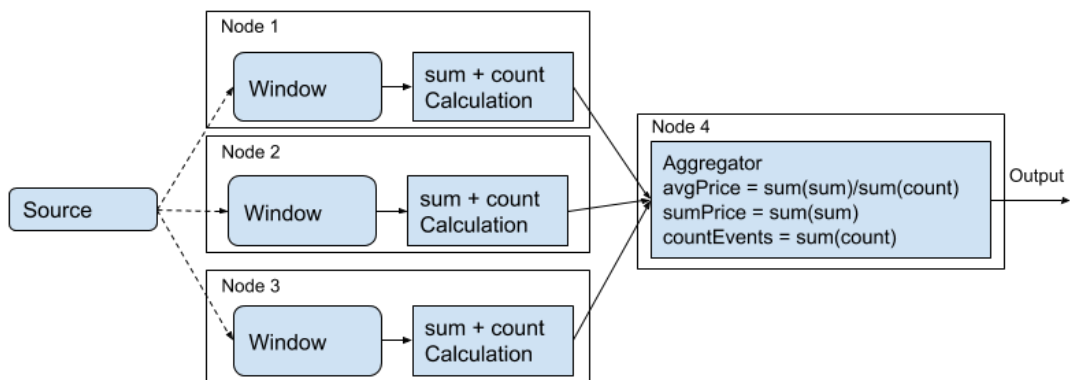 Node 1
Window
sum + count
Calculation
Node 2
Window
sum + count
Calculation
Node 3
Window
sum + count
Calculation
Source
Node 4
Aggregator
avgPrice = sum(sum)/sum(count)
sumPrice = sum(sum)
countEvents = sum(count)
Output